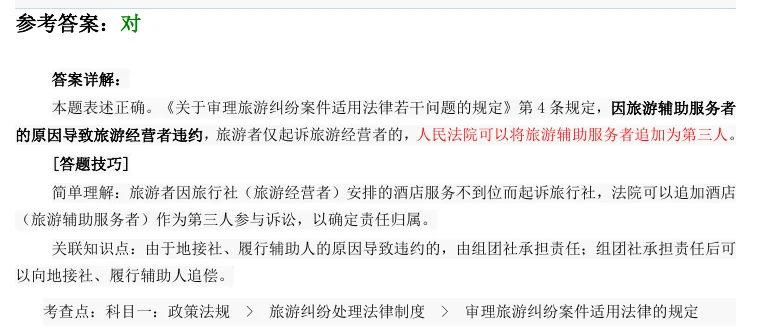 参考答案：对
答案详解：
本题表述正确。《关于审理旅游纠纷案件适用法律若干问题的规定》第 4 条规定，因旅游辅助服务者
的原因导致旅游经营者违约，旅游者仅起诉旅游经营者的，人民法院可以将旅游辅助服务者追加为第三人。
[答题技巧]
简单理解：旅游者因旅行社（旅游经营者）安排的酒店服务不到位而起诉旅行社，法院可以追加酒店
（旅游辅助服务者）作为第三人参与诉讼，以确定责任归属。
关联知识点：由于地接社、履行辅助人的原因导致违约的，由组团社承担责任；组团社承担责任后可
以向地接社、履行辅助人追偿。
考查点：科目一：政策法规 > 旅游纠纷处理法律制度 > 审理旅游纠纷案件适用法律的规定